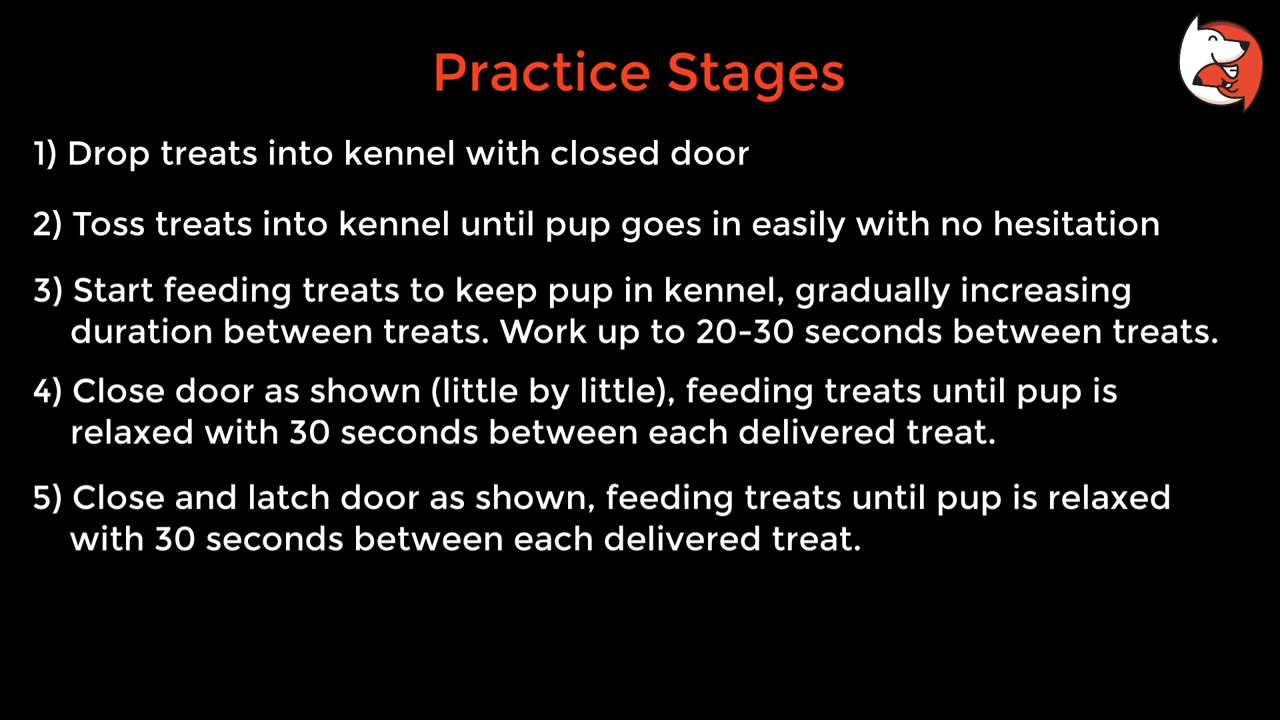 Practice Stages
1) Drop treats into kennel with closed door
2) Toss treats into kennel until pup goes in easily with no hesitation
3) Start feeding treats to keep pup in kennel, gradually increasing
duration between treats. Work up to 20-30 seconds between treats.
4) Close door as shown (little by little), feeding treats until pup is
relaxed with 30 seconds between each delivered treat.
5) Close and latch door as shown, feeding treats until pup is relaxed
with 30 seconds between each delivered treat.